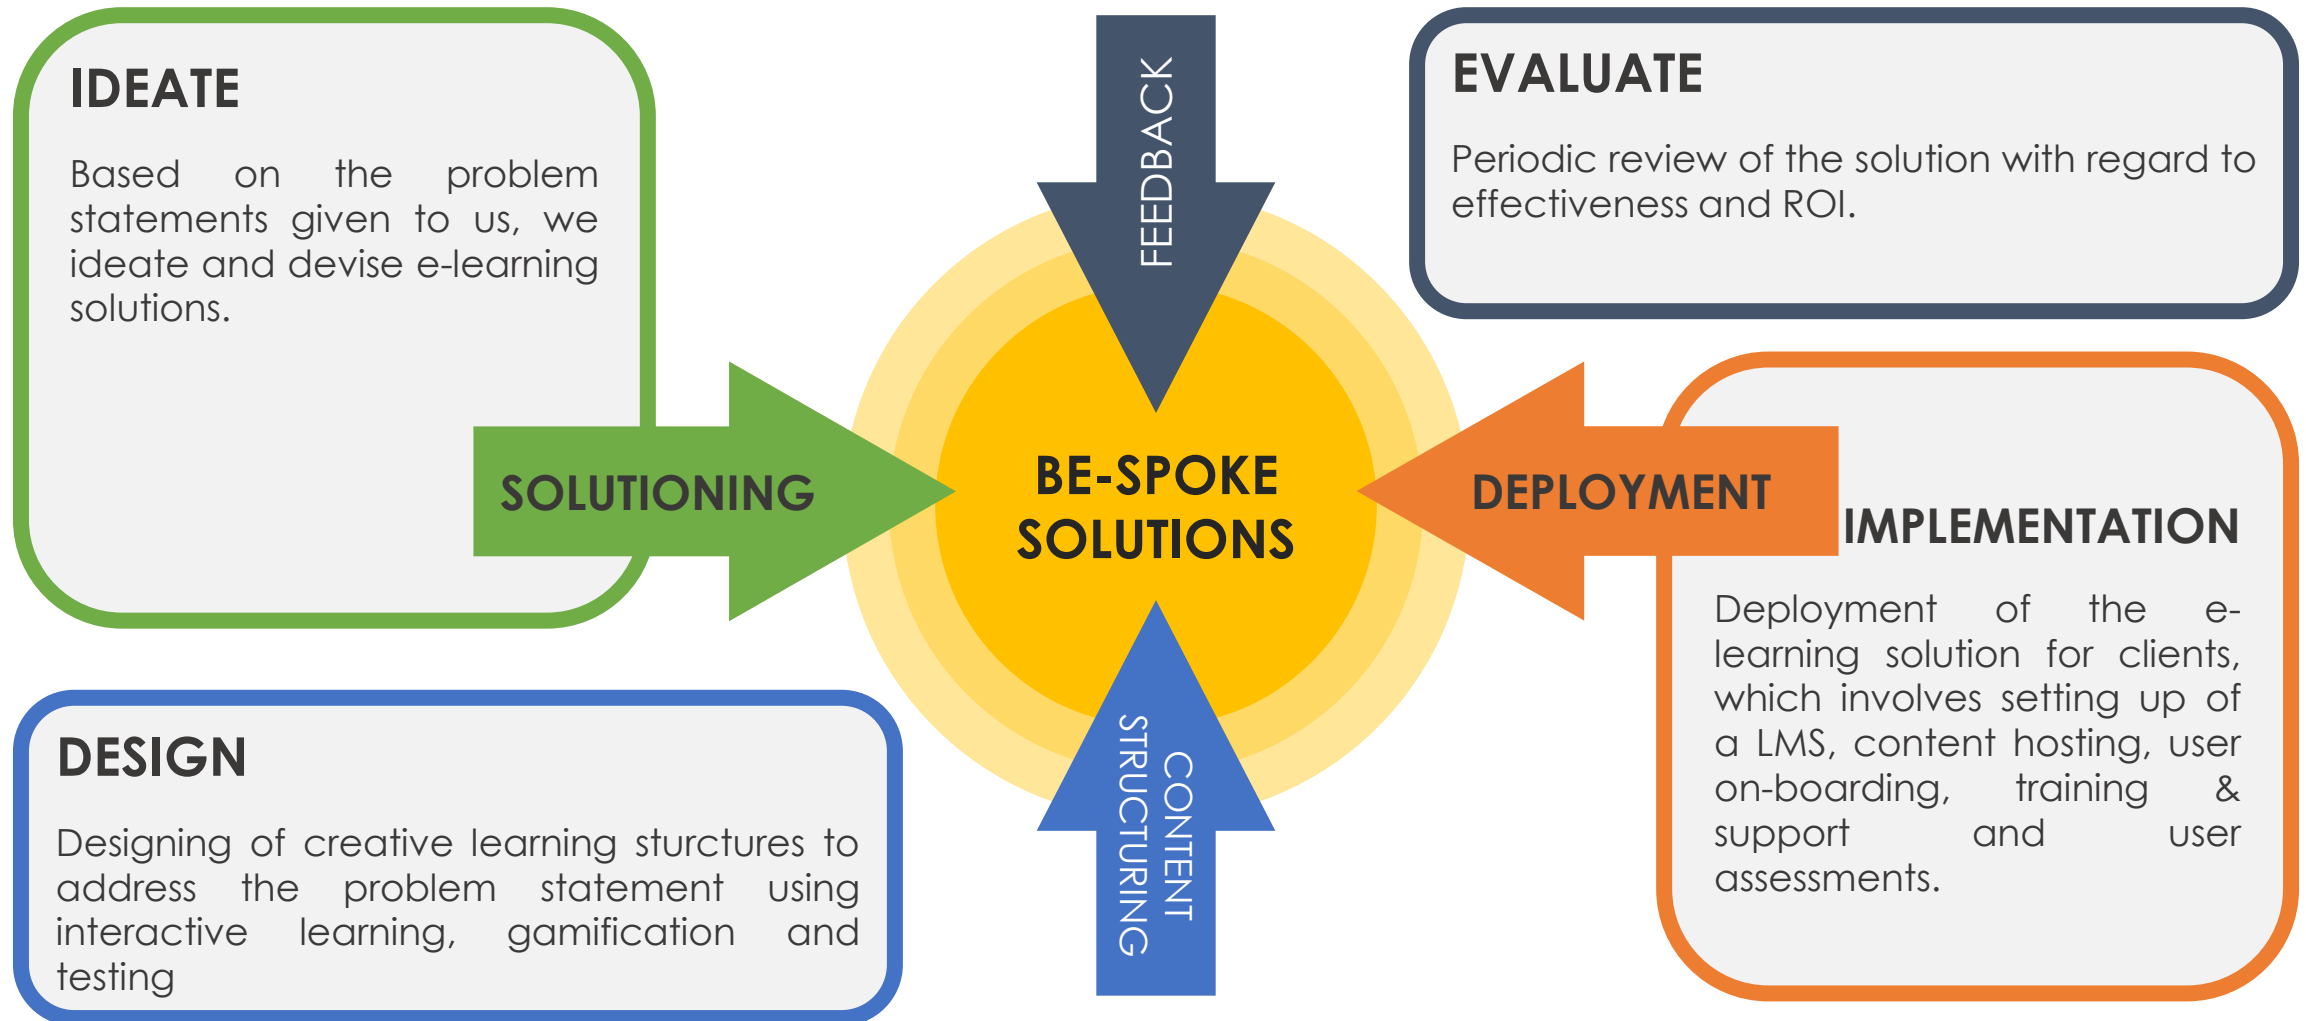 IDEATE
Based on the problem
statements given to us, we
ideate and devise e-learning
solutions.
SOLUTIONING
FEEDBACK
EVALUATE
Periodic review of the solution with regard to
effectiveness and ROI.
BE-SPOKE
SOLUTIONS
DEPLOYMENT
IMPLEMENTATION
Deployment of the e-
learning solution for clients,
which involves setting up of
a LMS, content hosting, user
on-boarding, training &
support and user
assessments.
DESIGN
Designing of creative learning sturctures to
address the problem statement using
interactive learning, gamification and
testing
CONTENT
STRUCTURING